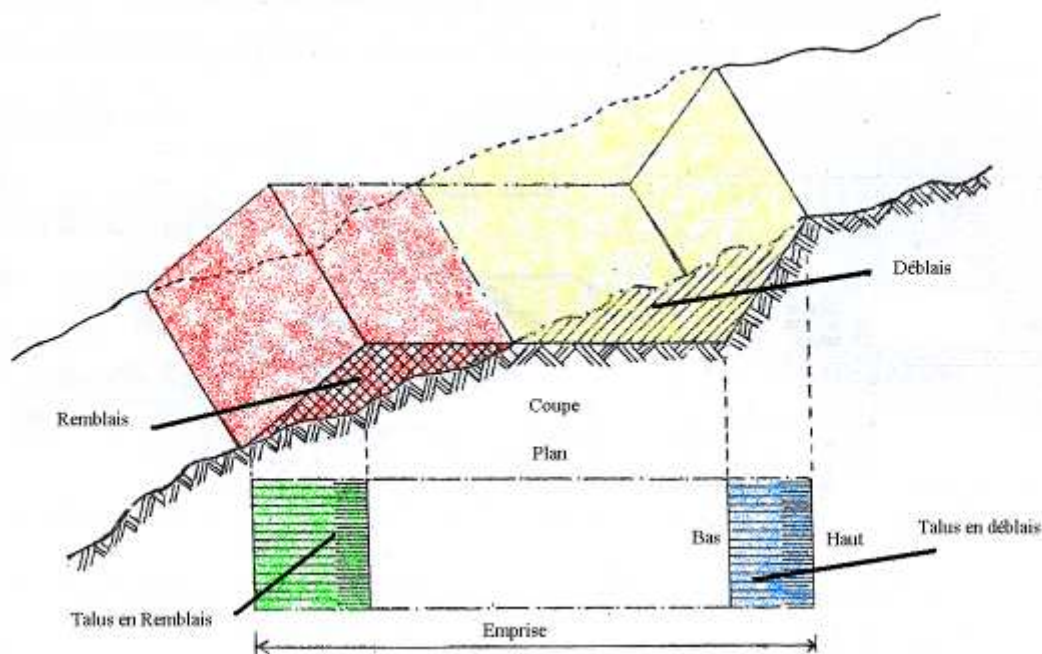 Déblais
Remblais
Coupe
Plan
Bas
Haut
Talus en déblais
Talus en Remblais
Emprise